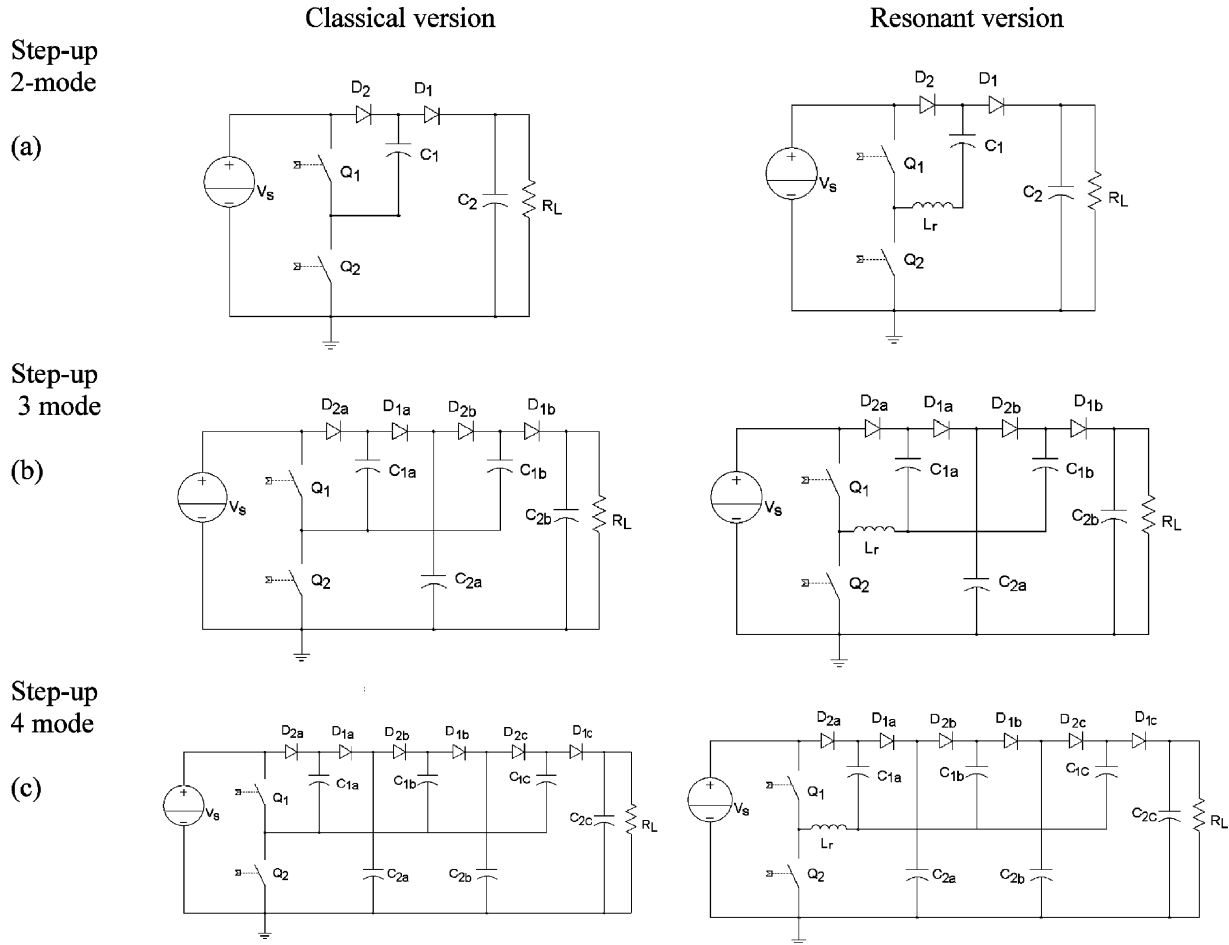 Classical version
Resonant version
Step-up
2-mode
(a)
D2
D1
C1
Q1
Vs
+
−
C2
RL
Q2
D2
D1
C1
Q1
Vs
+
−
Lr
C2
RL
Q2
Step-up
3 mode
(b)
D2a
D1a
D2b
D1b
C1a
C1b
Q1
Vs
+
−
C2b
RL
Q2
C2a
D2a
D1a
D2b
D1b
C1a
C1b
Q1
Vs
+
−
Lr
C2b
RL
Q2
C2a
Step-up
4 mode
(c)
D2a
D1a
D2b
D1b
D2c
D1c
C1a
C1b
C1c
Q1
Vs
+
−
C2c
RL
Q2
C2a
C2b
D2a
D1a
D2b
D1b
D2c
D1c
C1a
C1b
C1c
Q1
Vs
+
−
Lr
C2c
RL
Q2
C2a
C2b